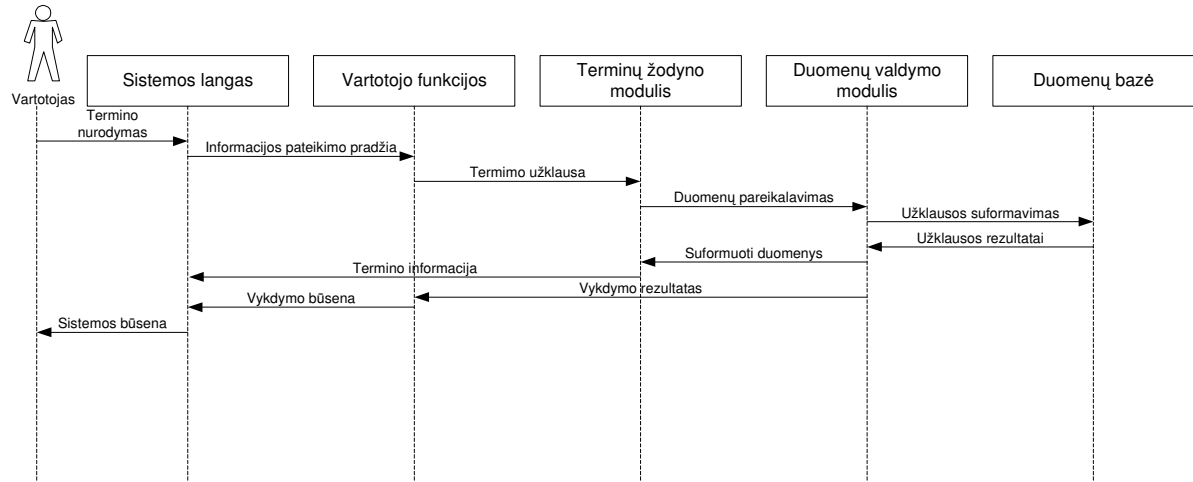 Vartotojas
Sistemos langas
Vartotojo funkcijos
Terminų žodyno
modulis
Duomenų valdymo
modulis
Duomenų bazė
Termino
nurodymas
Informacijos pateikimo pradžia
Termimo užklausa
Duomenų pareikalavimas
Užklausos suformavimas
Užklausos rezultatai
Suformuoti duomenys
Termino informacija
Vykdymo rezultatas
Vykdymo būsena
Sistemos būsena